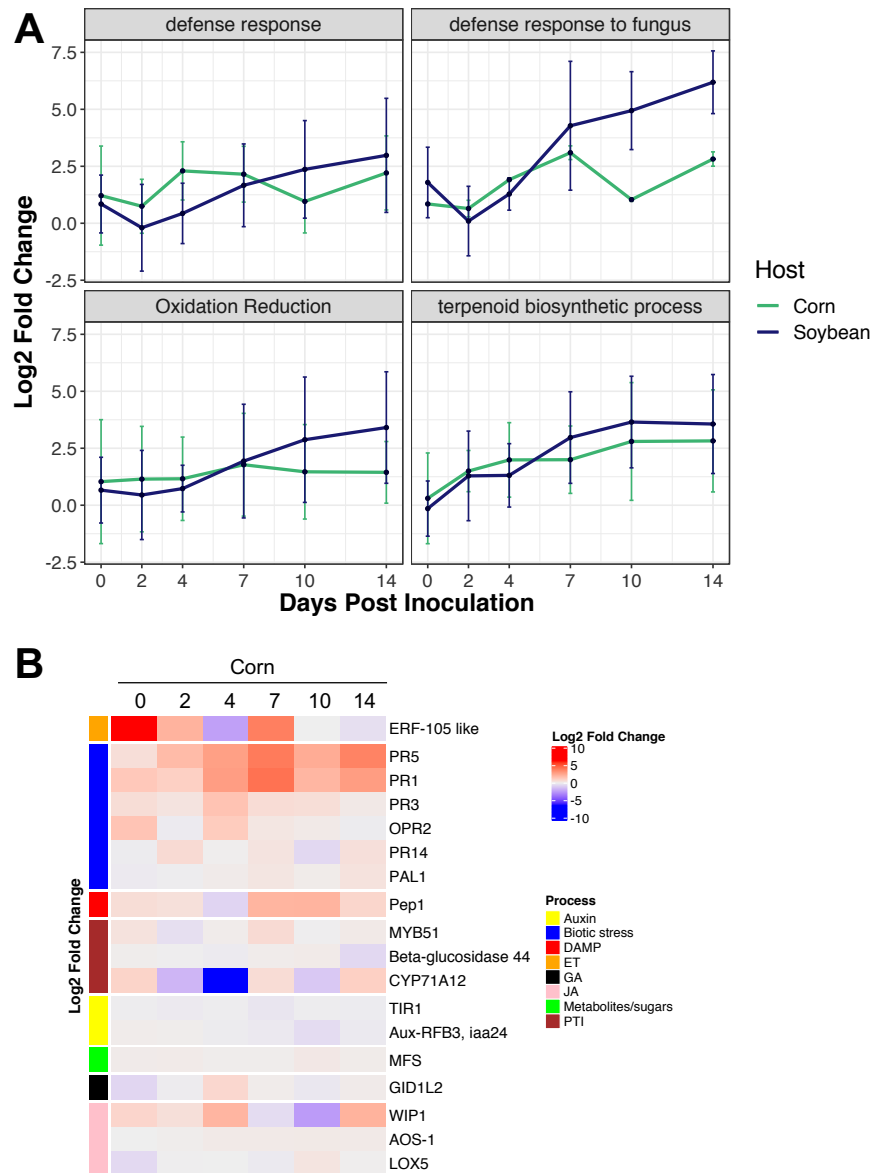 A
defense response
defense response to fungus
7.5
5.0
2.5
0.0
-2.5
Log2 Fold Change
Oxidation Reduction
terpenoid biosynthetic process
7.5
5.0
2.5
0.0
-2.5
0 2 4 7 10 14
0 2 4 7 10 14
Days Post Inoculation
Host
Corn
Soybean
B
Corn
0 2 4 7 10 14
Log2 Fold Change
ERF-105 like
PR5
PR1
PR3
OPR2
PR14
PAL1
Pep1
MYB51
Beta-glucosidase 44
CYP71A12
TIR1
Aux-RFB3, iaa24
MFS
GID1L2
WIP1
AOS-1
LOX5
Log2 Fold Change
10
5
0
-5
-10
Process
Auxin
Biotic stress
DAMP
ET
GA
JA
Metabolites/sugars
PTI